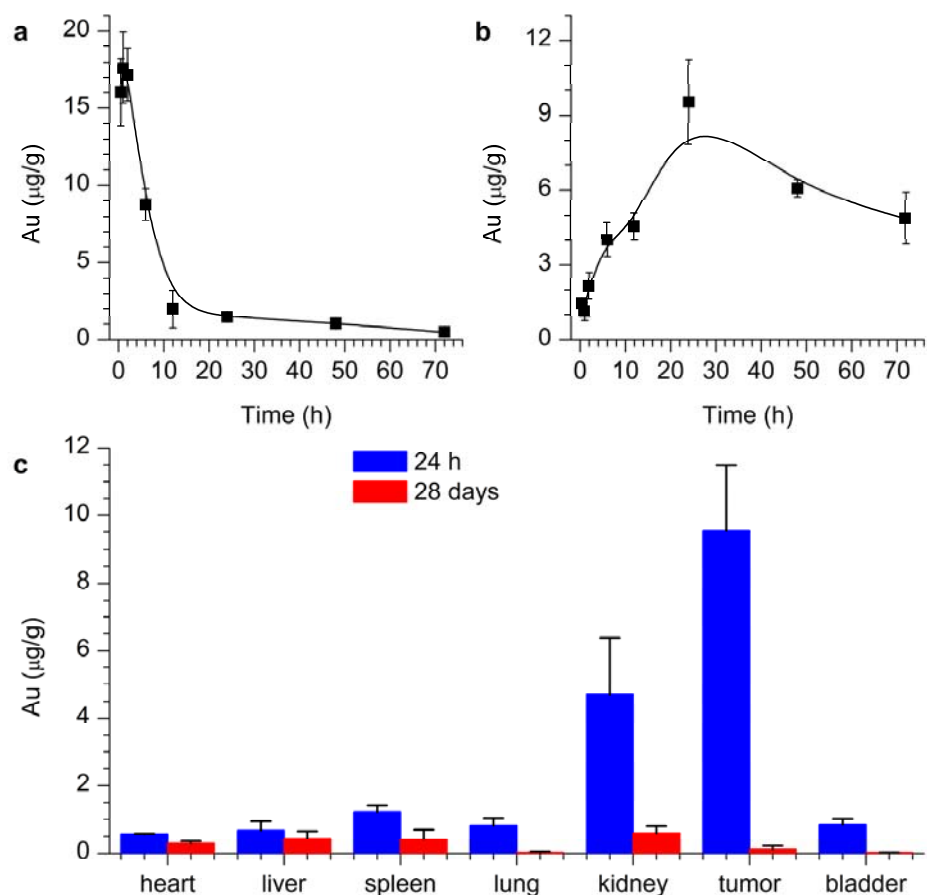 a
20
15
10
5
0
Au (µg/g)
0 10 20 30 40 50 60 70
Time (h)
b
12
9
6
3
0
Au (µg/g)
0 10 20 30 40 50 60 70
Time (h)
c
12
10
8
6
4
2
0
Au (µg/g)
24 h
28 days
heart liver spleen lung kidney tumor bladder